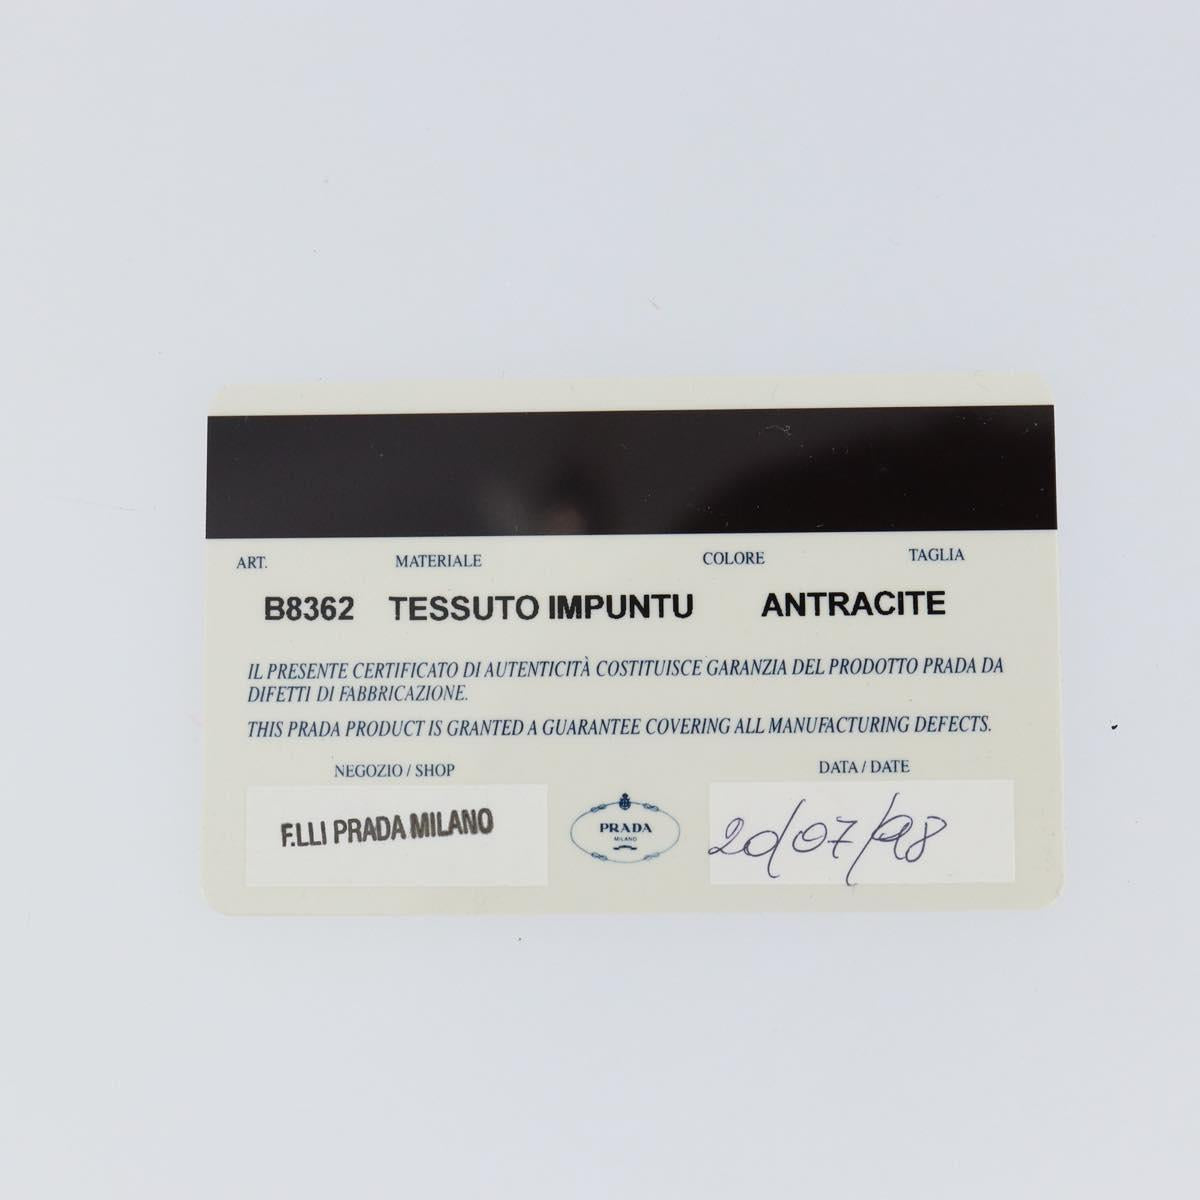 ART. MATERIALE COLORE TAGLIA
B8362 TESSUTO IMPUNTU ANTRACITE
IL PRESENTE CERTIFICATO DI AUTENTICITÀ COSTITUISCE GARANZIA DEL PRODOTTO PRADA DA
DIFETTI DI FABBRICAZIONE.
THIS PRADA PRODUCT IS GRANTED A GUARANTEE COVERING ALL MANUFACTURING DEFECTS.
NEGOZIO / SHOP DATA / DATE
F.LLI PRADA MILANO
PRADA
MILANO
20/07/98